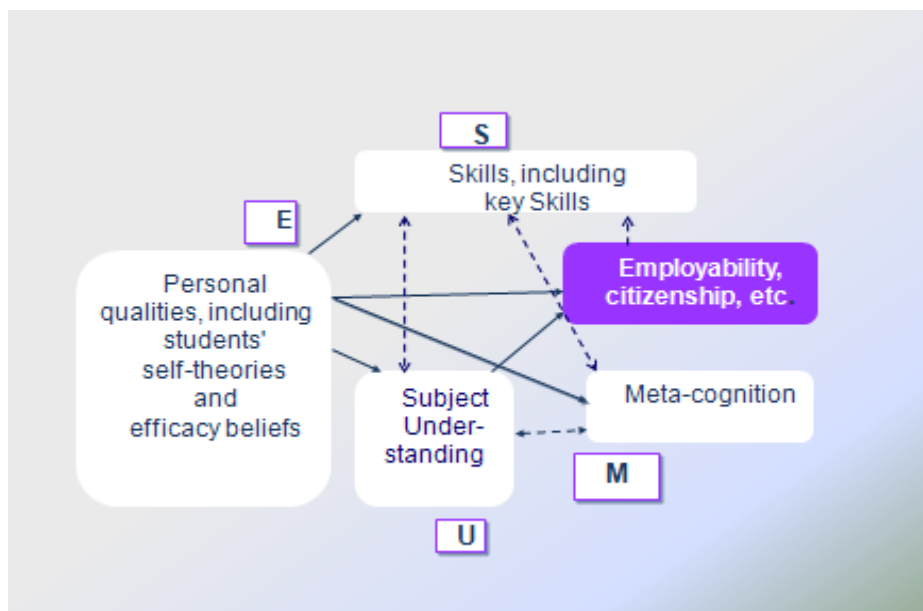 S
Skills, including
key Skills
E
Personal
qualities, including
students'
self-theories
and
efficacy beliefs
Employability,
citizenship, etc.
Subject
Under-
standing
Meta-cognition
M
U